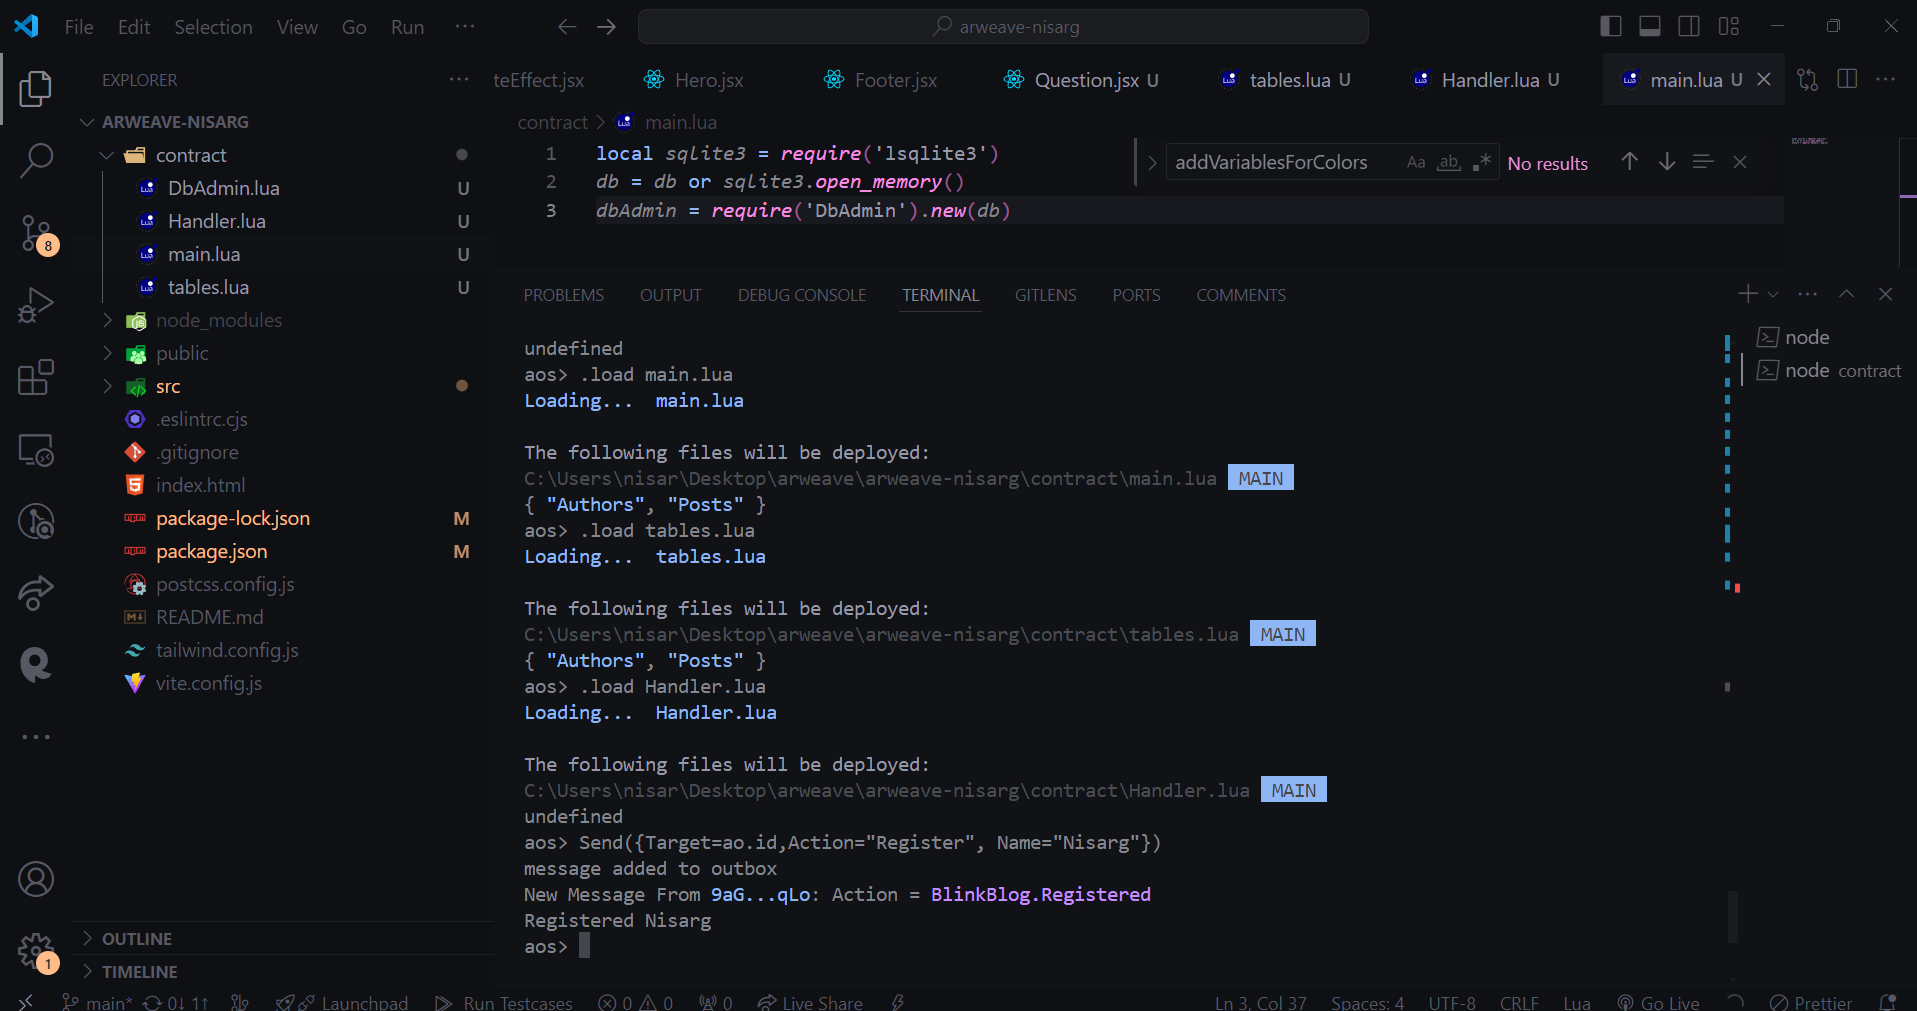 File Edit Selection View Go Run ···
arweave-nisarg
EXPLORER ···
ARWEAVE-NISARG
contract
DbAdmin.lua U
Handler.lua U
main.lua U
tables.lua U
node_modules
public
src
.eslintrc.cjs
.gitignore
index.html
package-lock.json M
package.json M
postcss.config.js
README.md
tailwind.config.js
vite.config.js
OUTLINE
TIMELINE
8
1
teEffect.jsx Hero.jsx Footer.jsx Question.jsx U tables.lua U Handler.lua U main.lua U
contract > main.lua
1 local sqlite3 = require('lsqlite3')
2 db = db or sqlite3.open_memory()
3 dbAdmin = require('DbAdmin').new(db)
addVariablesForColors Aa ab .* No results
PROBLEMS OUTPUT DEBUG CONSOLE TERMINAL GITLENS PORTS COMMENTS
node
node contract
undefined
aos> .load main.lua
Loading... main.lua
The following files will be deployed:
C:\Users\nisar\Desktop\arweave\arweave-nisarg\contract\main.lua MAIN
{ "Authors", "Posts" }
aos> .load tables.lua
Loading... tables.lua
The following files will be deployed:
C:\Users\nisar\Desktop\arweave\arweave-nisarg\contract\tables.lua MAIN
{ "Authors", "Posts" }
aos> .load Handler.lua
Loading... Handler.lua
The following files will be deployed:
C:\Users\nisar\Desktop\arweave\arweave-nisarg\contract\Handler.lua MAIN
undefined
aos> Send({Target=ao.id,Action="Register", Name="Nisarg"})
message added to outbox
New Message From 9aG...qLo: Action = BlinkBlog.Registered
Registered Nisarg
aos>
main* 0↓ 1↑ Launchpad Run Testcases 0 0 0 Live Share Ln 3, Col 37 Spaces: 4 UTF-8 CRLF Lua Go Live Prettier